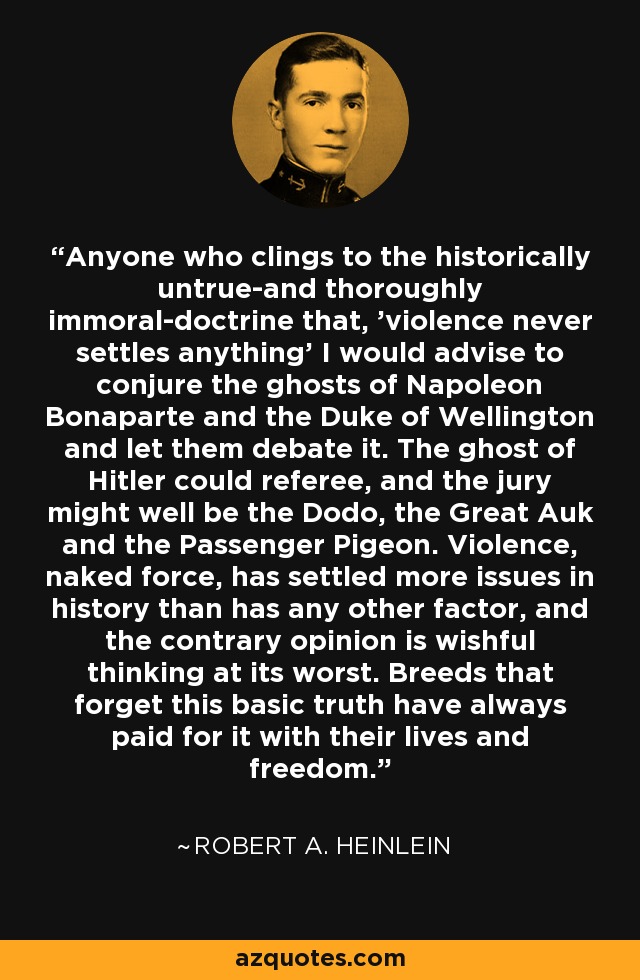 “Anyone who clings to the historically
untrue-and thoroughly
immoral-doctrine that, ’violence never
settles anything’ I would advise to
conjure the ghosts of Napoleon
Bonaparte and the Duke of Wellington
and let them debate it. The ghost of
Hitler could referee, and the jury
might well be the Dodo, the Great Auk
and the Passenger Pigeon. Violence,
naked force, has settled more issues in
history than has any other factor, and
the contrary opinion is wishful
thinking at its worst. Breeds that
forget this basic truth have always
paid for it with their lives and
freedom.”
~ROBERT A. HEINLEIN
azquotes.com